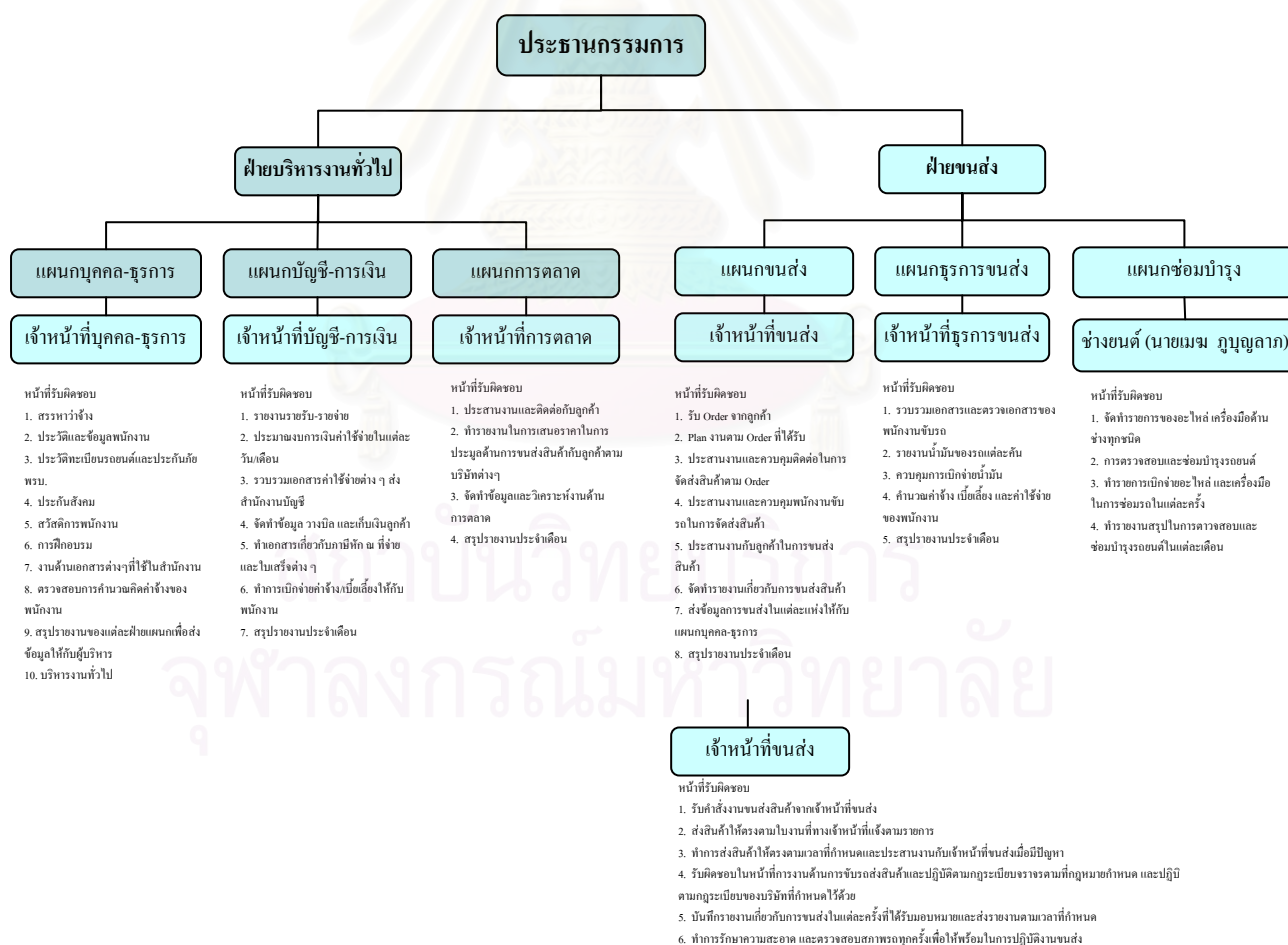 ประธานกรรมการ
ฝ่ายบริหารงานทั่วไป
ฝ่ายขนส่ง
แผนกบุคคล-ธุรการ
แผนกบัญชี-การเงิน
แผนกการตลาด
แผนกขนส่ง
แผนกธุรการขนส่ง
แผนกซ่อมบำรุง
เจ้าหน้าที่บุคคล-ธุรการ
เจ้าหน้าที่บัญชี-การเงิน
เจ้าหน้าที่การตลาด
เจ้าหน้าที่ขนส่ง
เจ้าหน้าที่ธุรการขนส่ง
ช่างยนต์ (นายเมฆ ภูบุญลาภ)
หน้าที่รับผิดชอบ
1. สรรหาว่าจ้าง
2. ประวัติและข้อมูลพนักงาน
3. ประวัติทะเบียนรถยนต์และประกันภัย
พรบ.
4. ประกันสังคม
5. สวัสดิการพนักงาน
6. การฝึกอบรม
7. งานด้านเอกสารต่างๆที่ใช้ในสำนักงาน
8. ตรวจสอบการคำนวณคิดค่าจ้างของ
พนักงาน
9. สรุปรายงานของแต่ละฝ่ายแผนกเพื่อส่ง
ข้อมูลให้กับผู้บริหาร
10. บริหารงานทั่วไป
หน้าที่รับผิดชอบ
1. รายงานรายรับ-รายจ่าย
2. ประมาณงบการเงินค่าใช้จ่ายในแต่ละ
วัน/เดือน
3. รวบรวมเอกสารค่าใช้จ่ายต่าง ๆ ส่ง
สำนักงานบัญชี
4. จัดทำข้อมูล วางบิล และเก็บเงินลูกค้า
5. ทำเอกสารเกี่ยวกับภาษีหัก ณ ที่จ่าย
และใบเสร็จต่าง ๆ
6. ทำการเบิกจ่ายค่าจ้าง/เบี้ยเลี้ยงให้กับ
พนักงาน
7. สรุปรายงานประจำเดือน
หน้าที่รับผิดชอบ
1. ประสานงานและติดต่อกับลูกค้า
2. ทำรายงานในการเสนอราคาในการ
ประมูลด้านการขนส่งสินค้ากับลูกค้าตาม
บริษัทต่างๆ
3. จัดทำข้อมูลและวิเคราะห์งานด้าน
การตลาด
4. สรุปรายงานประจำเดือน
หน้าที่รับผิดชอบ
1. รับ Order จากลูกค้า
2. Plan งานตาม Order ที่ได้รับ
3. ประสานงานและควบคุมติดต่อในการ
จัดส่งสินค้าตาม Order
4. ประสานงานและควบคุมพนักงานขับ
รถในการจัดส่งสินค้า
5. ประสานงานกับลูกค้าในการขนส่ง
สินค้า
6. จัดทำรายงานเกี่ยวกับการขนส่งสินค้า
7. ส่งข้อมูลการขนส่งในแต่ละแห่งให้กับ
แผนกบุคคล-ธุรการ
8. สรุปรายงานประจำเดือน
หน้าที่รับผิดชอบ
1. รวบรวมเอกสารและตรวจเอกสารของ
พนักงานขับรถ
2. รายงานน้ำมันของรถแต่ละคัน
3. ควบคุมการเบิกจ่ายน้ำมัน
4. คำนวณค่าจ้าง เบี้ยเลี้ยง และค่าใช้จ่าย
ของพนักงาน
5. สรุปรายงานประจำเดือน
หน้าที่รับผิดชอบ
1. จัดทำรายการของอะไหล่ เครื่องมือด้าน
ช่างทุกชนิด
2. การตรวจสอบและซ่อมบำรุงรถยนต์
3. ทำรายการเบิกจ่ายอะไหล่ และเครื่องมือ
ในการซ่อมรถในแต่ละครั้ง
4. ทำรายงานสรุปในการตาวจสอบและ
ซ่อมบำรุงรถยนต์ในแต่ละเดือน
เจ้าหน้าที่ขนส่ง
หน้าที่รับผิดชอบ
1. รับคำสั่งงานขนส่งสินค้าจากเจ้าหน้าที่ขนส่ง
2. ส่งสินค้าให้ตรงตามใบงานที่ทางเจ้าหน้าที่แจ้งตามรายการ
3. ทำการส่งสินค้าให้ตรงตามเวลาที่กำหนดและประสานงานกับเจ้าหน้าที่ขนส่งเมื่อมีปัญหา
4. รับผิดชอบในหน้าที่การงานด้านการขับรถส่งสินค้าและปฏิบัติตามกฎระเบียบจราจรตามที่กฎหมายกำหนด และปฏิบิ
ตามกฎระเบียบของบริษัทที่กำหนดไว้ด้วย
5. บันทึกรายงานเกี่ยวกับการขนส่งในแต่ละครั้งที่ได้รับมอบหมายและส่งรายงานตามเวลาที่กำหนด
6. ทำการรักษาความสะอาด และตรวจสอบสภาพรถทุกครั้งเพื่อให้พร้อมในการปฏิบัติงานขนส่ง
สถาบันวิทยบริการ
จุฬาลงกรณ์มหาวิทยาลัย